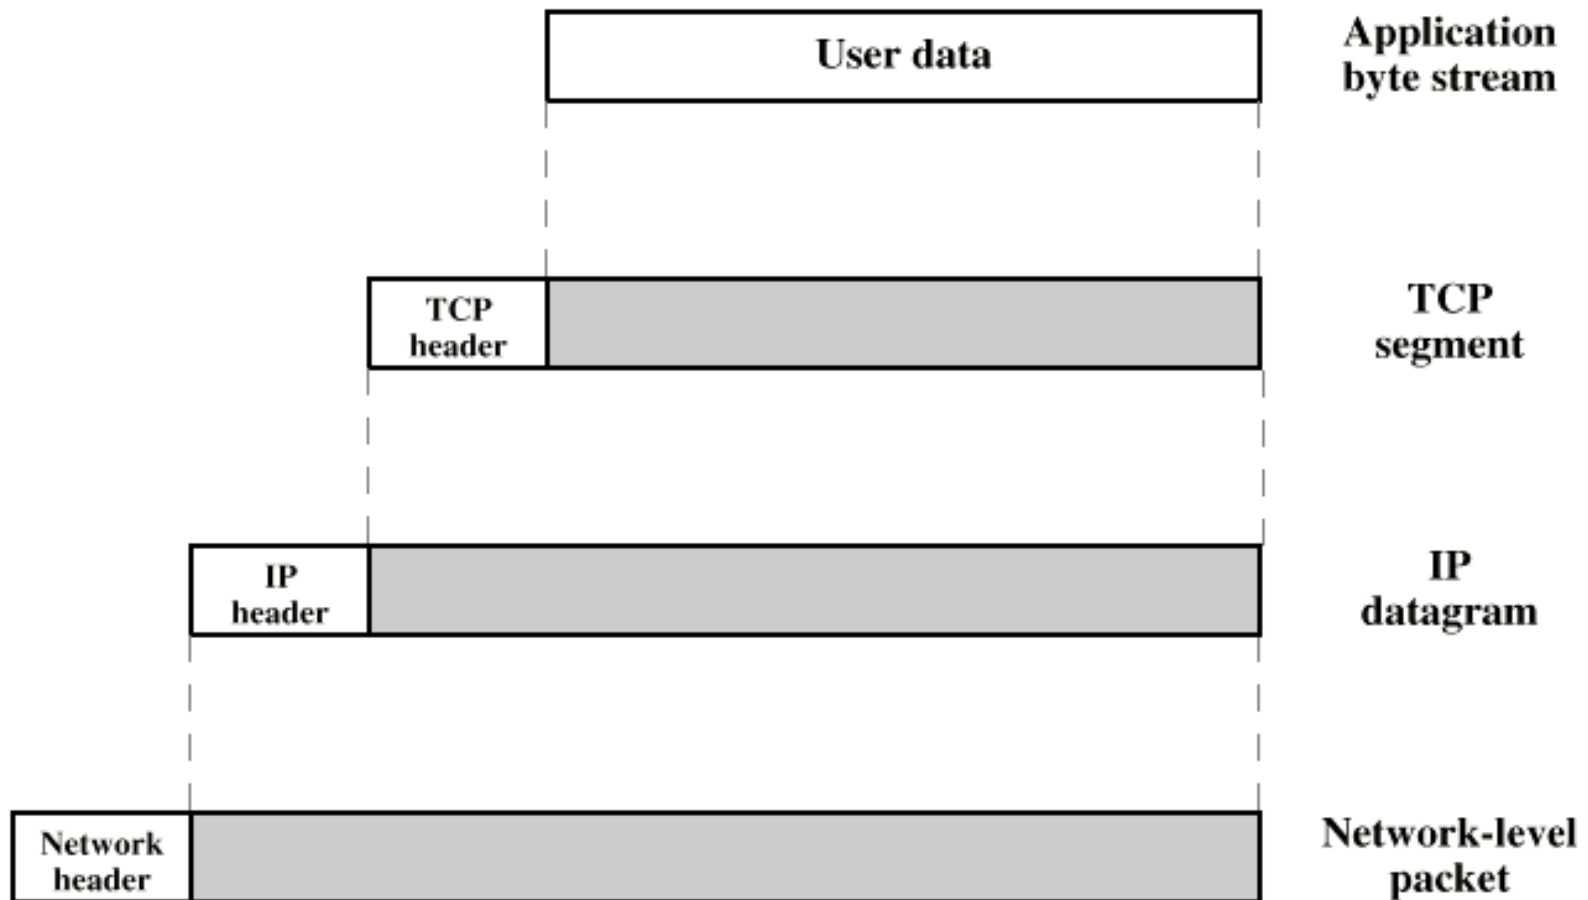 User data
Application
byte stream
TCP
header
TCP
segment
IP
header
IP
datagram
Network
header
Network-level
packet